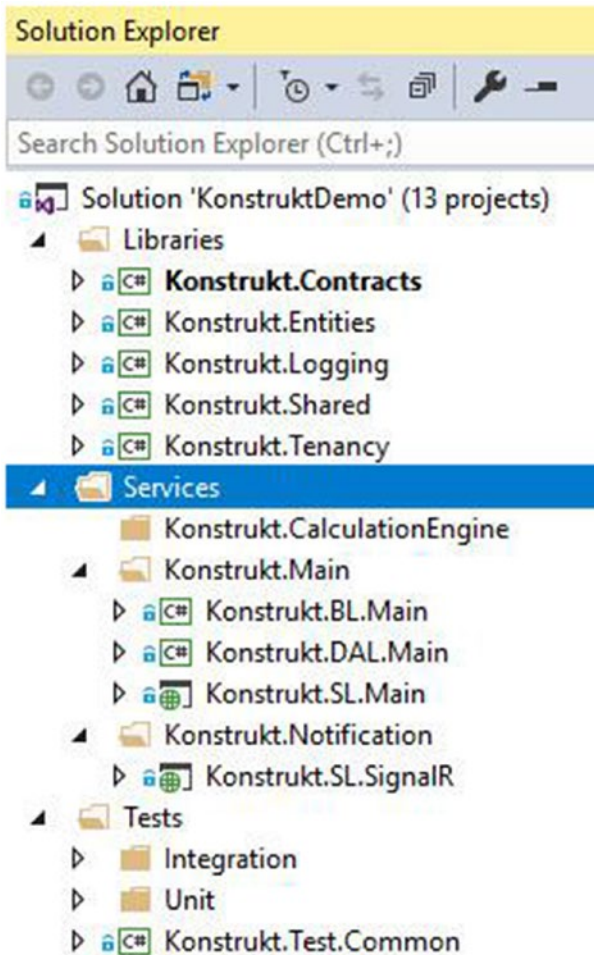 Solution Explorer
Search Solution Explorer (Ctrl+;)
Solution 'KonstruktDemo' (13 projects)
Libraries
C# Konstrukt.Contracts
C# Konstrukt.Entities
C# Konstrukt.Logging
C# Konstrukt.Shared
C# Konstrukt.Tenancy
Services
Konstrukt.CalculationEngine
Konstrukt.Main
C# Konstrukt.BL.Main
C# Konstrukt.DAL.Main
Konstrukt.SL.Main
Konstrukt.Notification
Konstrukt.SL.SignalR
Tests
Integration
Unit
C# Konstrukt.Test.Common